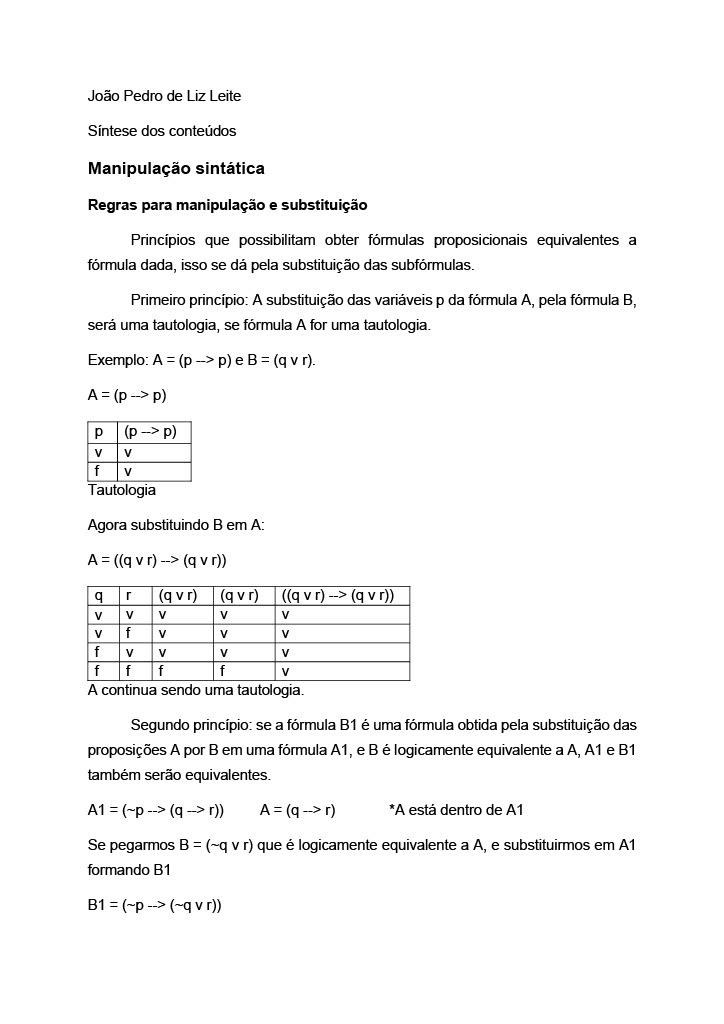 João Pedro de Liz Leite
Síntese dos conteúdos
Manipulação sintática
Regras para manipulação e substituição
Princípios que possibilitam obter fórmulas proposicionais equivalentes a
fórmula dada, isso se dá pela substituição das subfórmulas.
Primeiro princípio: A substituição das variáveis p da fórmula A, pela fórmula B,
será uma tautologia, se fórmula A for uma tautologia.
Exemplo: A = (p --> p) e B = (q v r).
A = (p --> p)
p (p --> p)
v v
f v
Tautologia
Agora substituindo B em A:
A = ((q v r) --> (q v r))
q r (q v r) (q v r) ((q v r) --> (q v r))
v v v v v
v f v v v
f v v v v
f f f f v
A continua sendo uma tautologia.
Segundo princípio: se a fórmula B1 é uma fórmula obtida pela substituição das
proposições A por B em uma fórmula A1, e B é logicamente equivalente a A, A1 e B1
também serão equivalentes.
A1 = (~p --> (q --> r)) A = (q --> r) *A está dentro de A1
Se pegarmos B = (~q v r) que é logicamente equivalente a A, e substituirmos em A1
formando B1
B1 = (~p --> (~q v r))